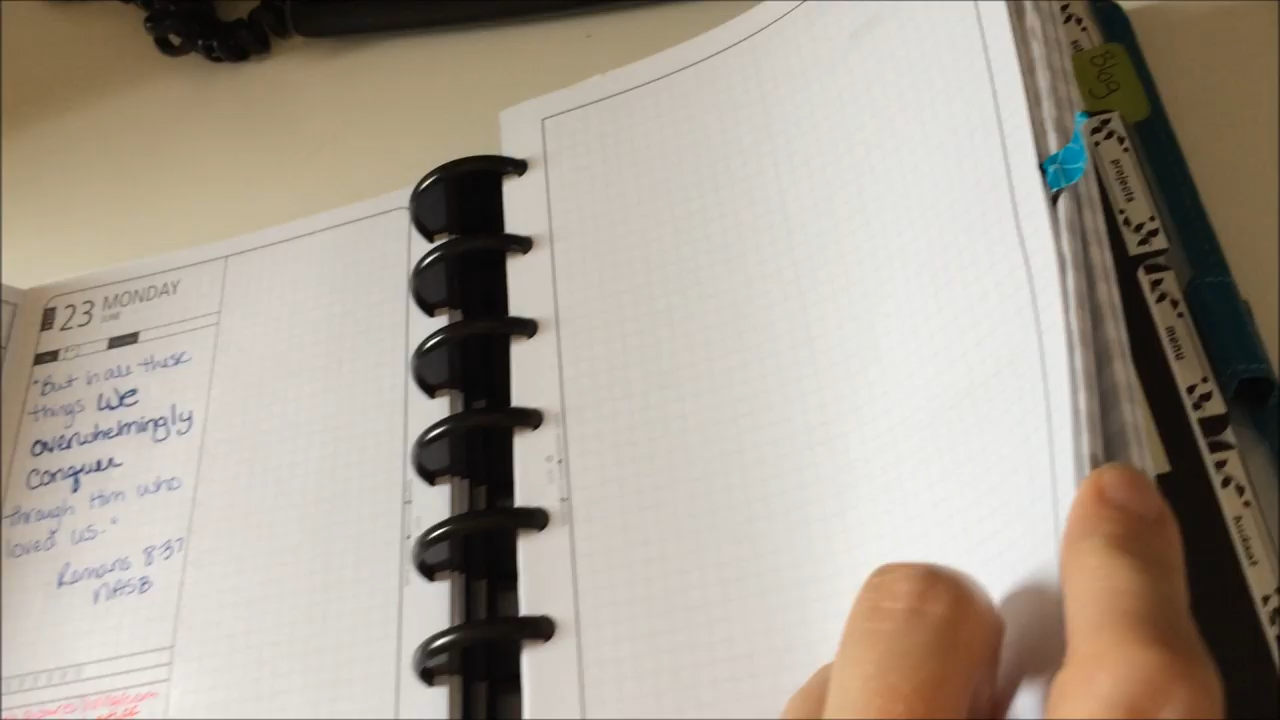 23 MONDAY
JUNE
"But in all these
things we
overwhelmingly
conquer
through Him who
loved us."
Romans 8:37
NASB
Blog
projects
menu